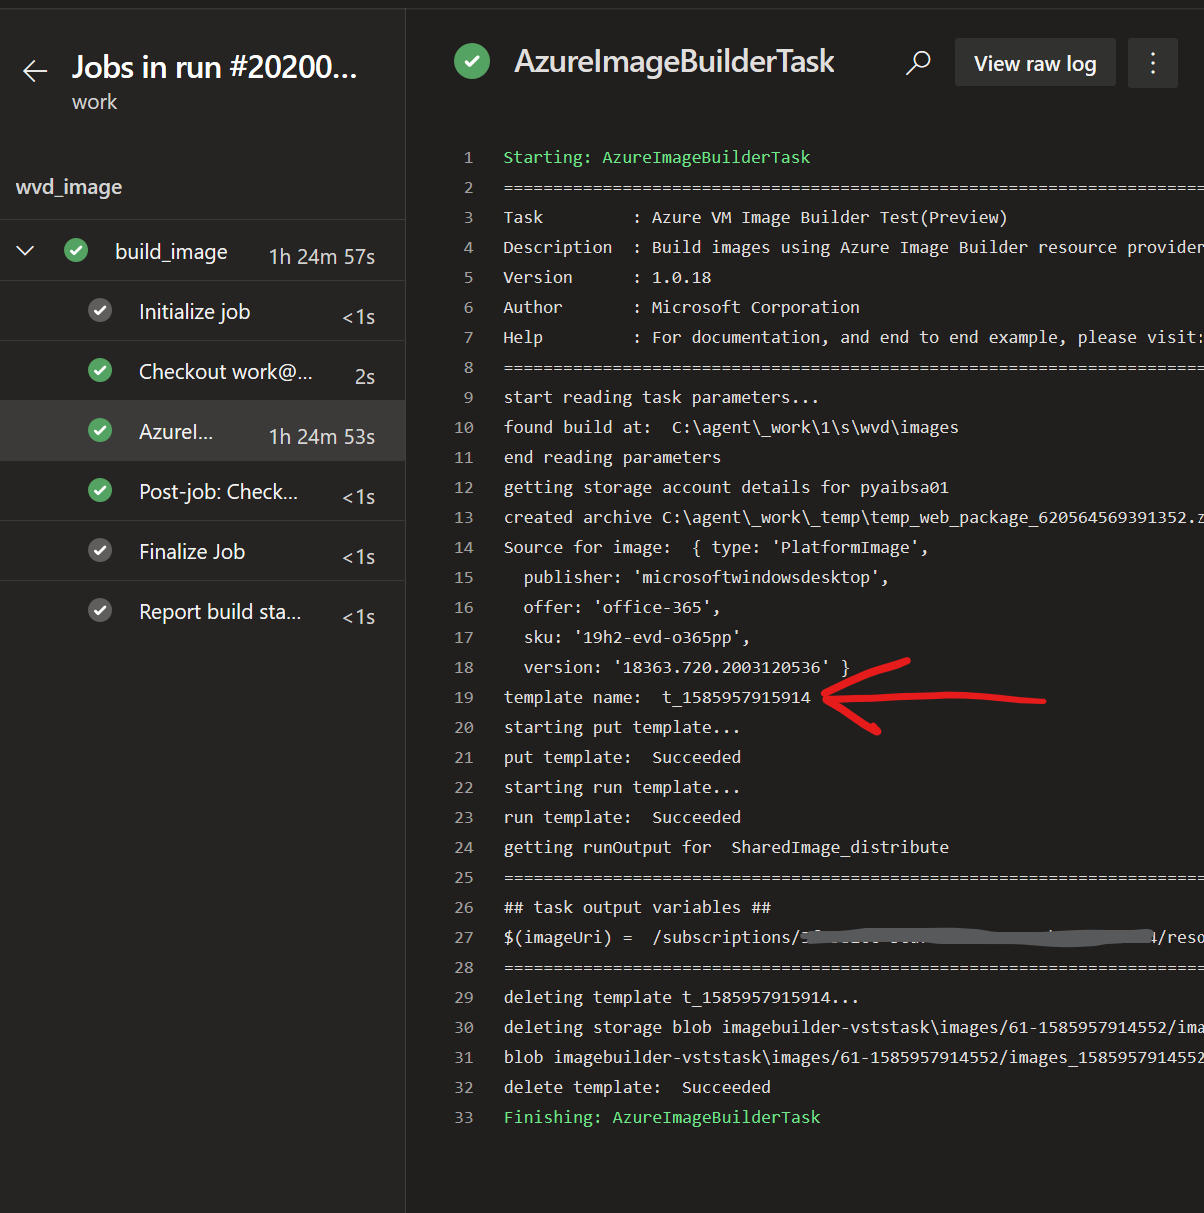 Jobs in run #20200...
work
wvd_image
build_image 1h 24m 57s
Initialize job <1s
Checkout work@... 2s
AzureI... 1h 24m 53s
Post-job: Check... <1s
Finalize Job <1s
Report build sta... <1s
AzureImageBuilderTask
View raw log
1 Starting: AzureImageBuilderTask
2 ========================================================================
3 Task : Azure VM Image Builder Test(Preview)
4 Description : Build images using Azure Image Builder resource provider
5 Version : 1.0.18
6 Author : Microsoft Corporation
7 Help : For documentation, and end to end example, please visit:
8 ========================================================================
9 start reading task parameters...
10 found build at: C:\agent\_work\1\s\wvd\images
11 end reading parameters
12 getting storage account details for pyaibsa01
13 created archive C:\agent\_work\_temp\temp_web_package_620564569391352.z
14 Source for image: { type: 'PlatformImage',
15 publisher: 'microsoftwindowsdesktop',
16 offer: 'office-365',
17 sku: '19h2-evd-o365pp',
18 version: '18363.720.2003120536' }
19 template name: t_1585957915914
20 starting put template...
21 put template: Succeeded
22 starting run template...
23 run template: Succeeded
24 getting runOutput for SharedImage_distribute
25 ========================================================================
26 ## task output variables ##
27 $(imageUri) = /subscriptions/ /reso
28 ========================================================================
29 deleting template t_1585957915914...
30 deleting storage blob imagebuilder-vststask\images/61-1585957914552/ima
31 blob imagebuilder-vststask\images/61-1585957914552/images_1585957914552
32 delete template: Succeeded
33 Finishing: AzureImageBuilderTask